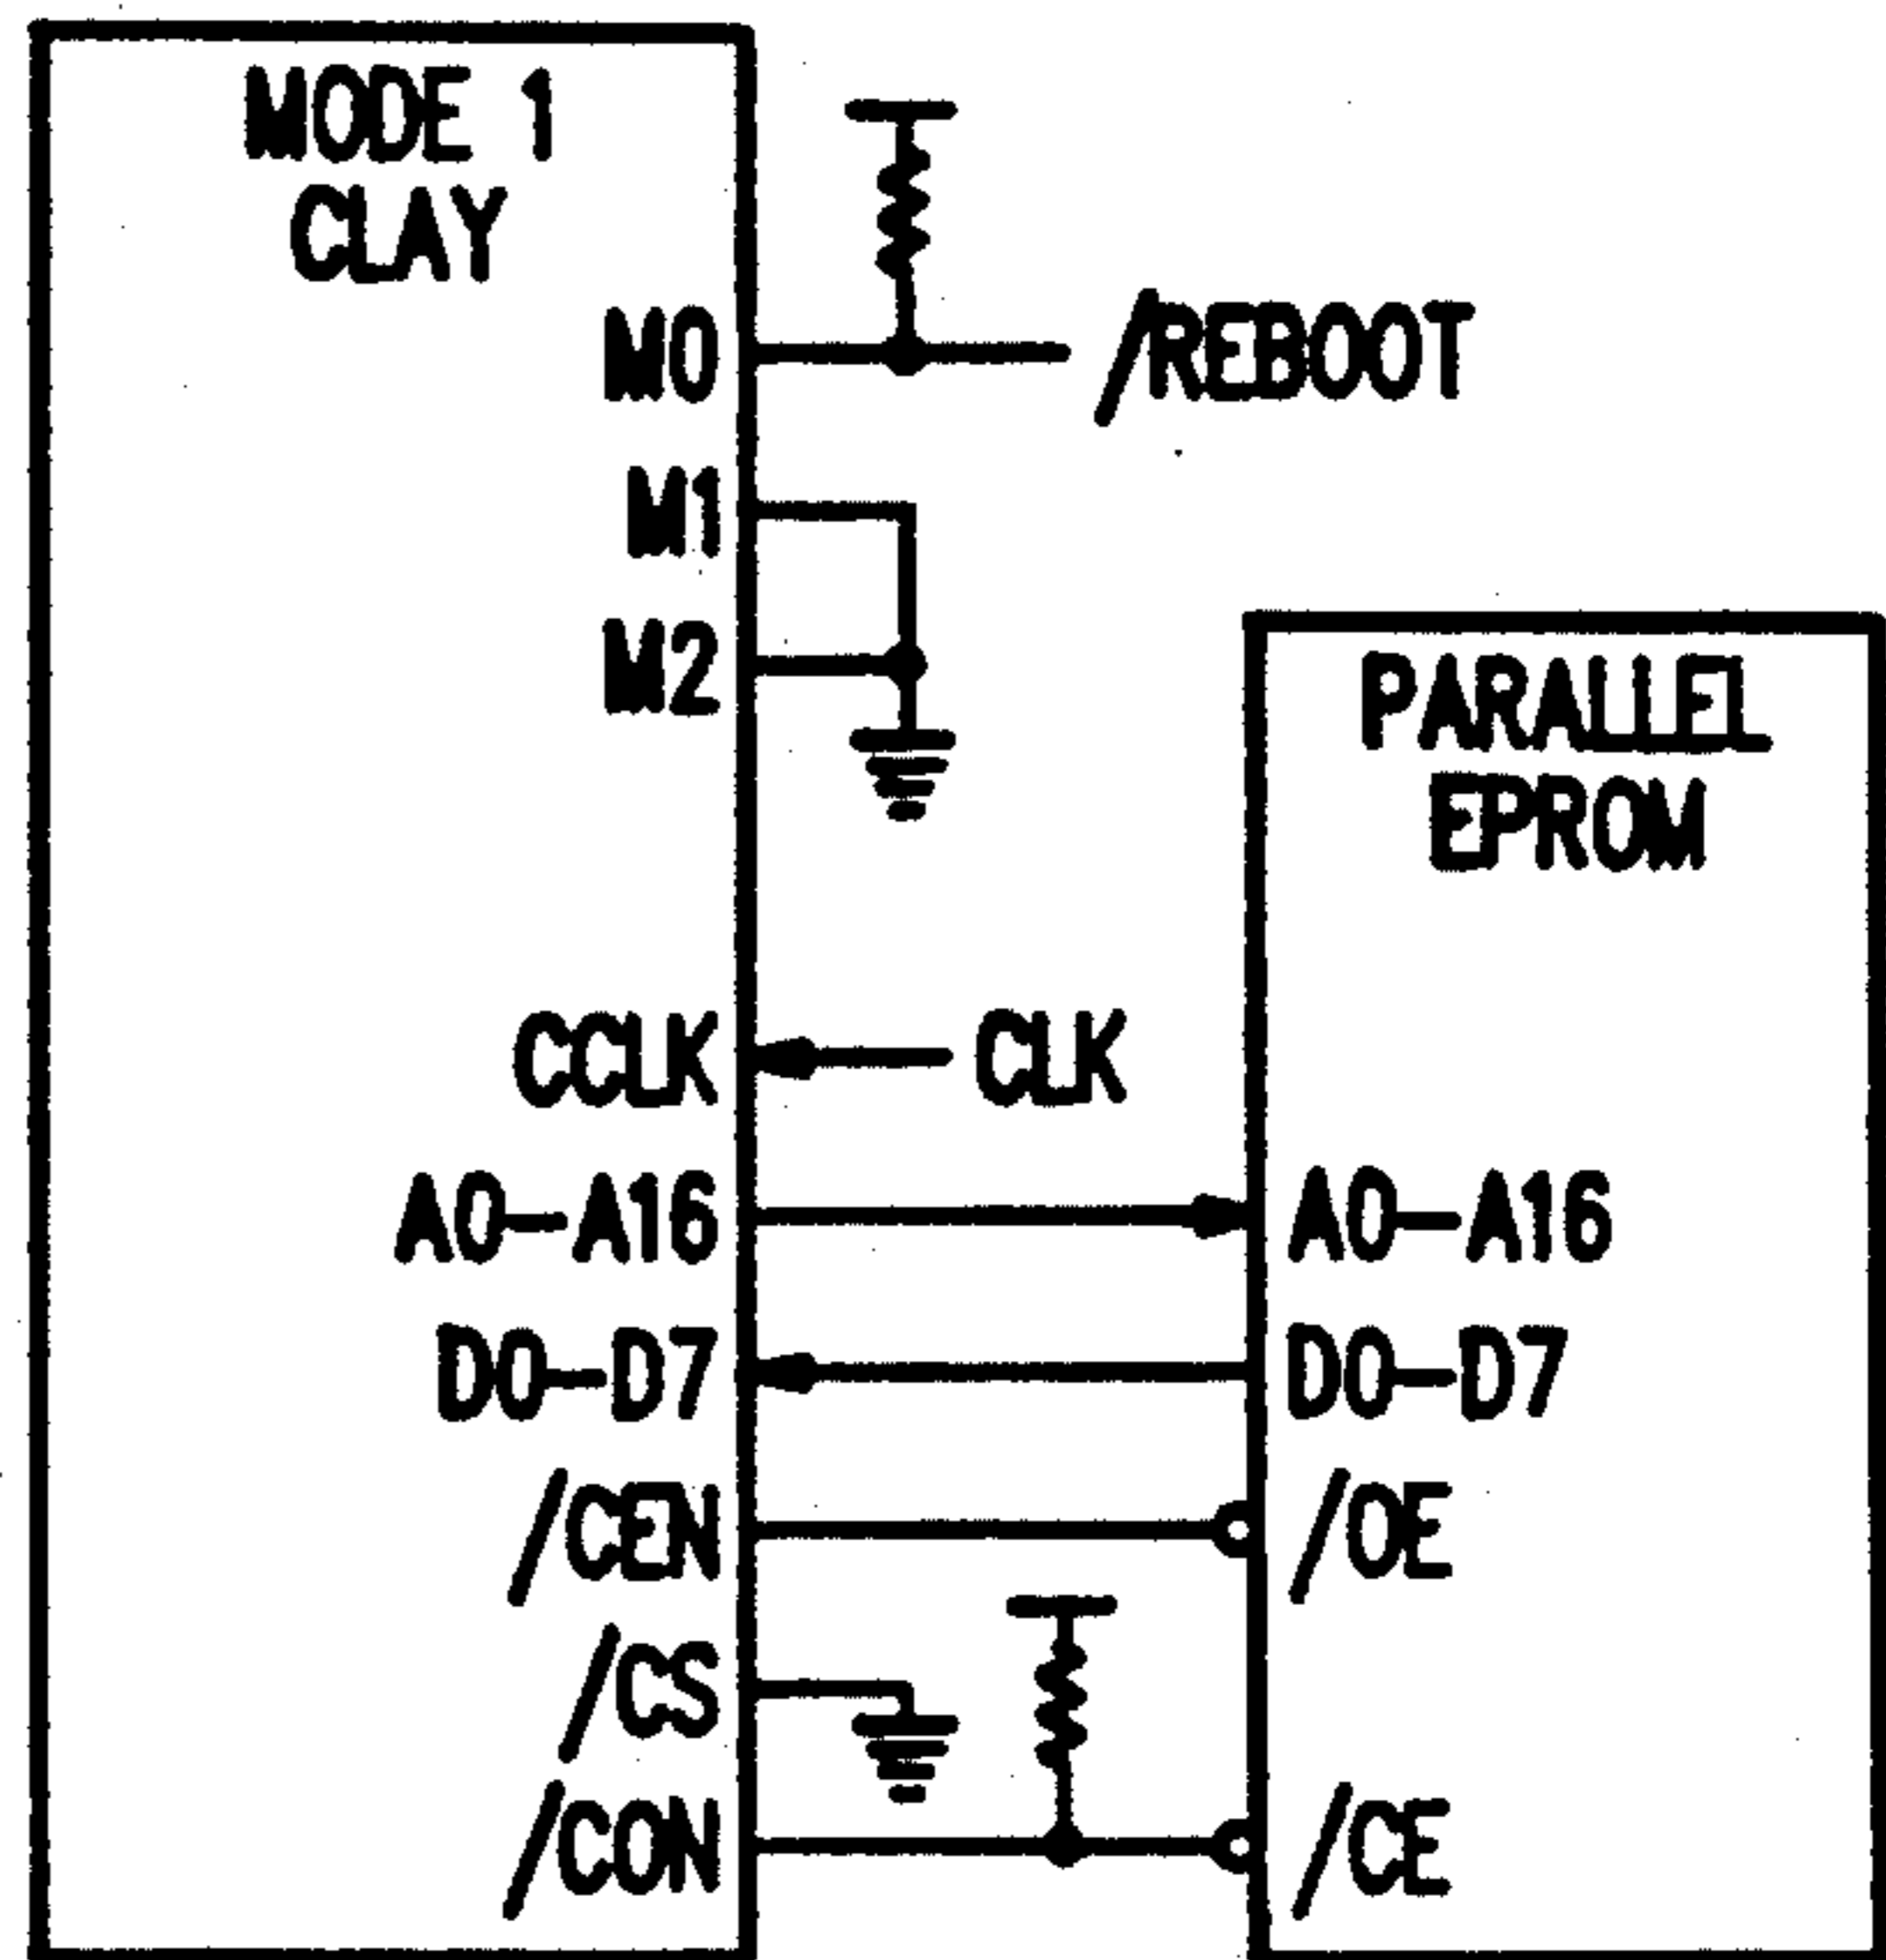 MODE 1
CLAY
M0
/REBOOT
M1
M2
PARALLEL
EPROM
CCLK
CLK
A0-A16
A0-A16
D0-D7
D0-D7
/CEN
/OE
/CS
/CON
/CE